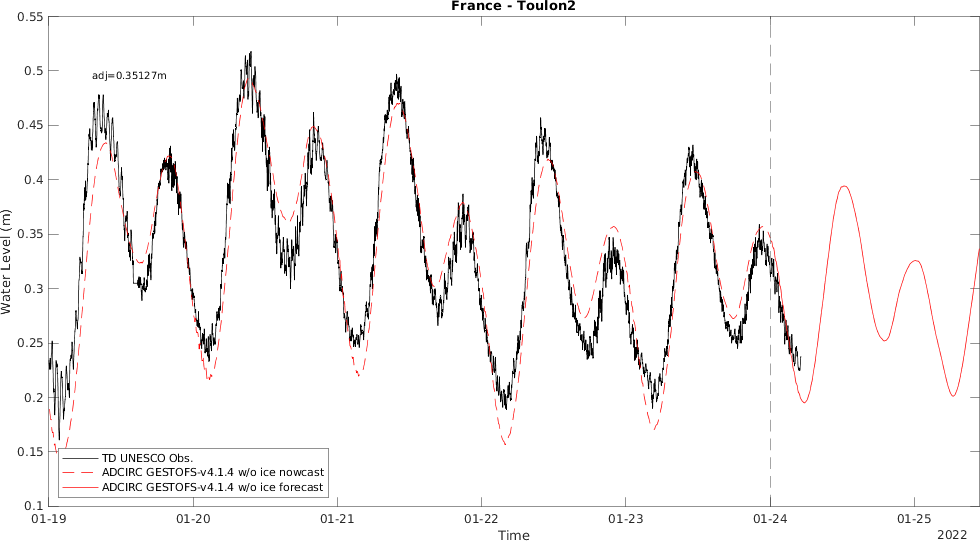 France - Toulon2
0.55
0.5
0.45
0.4
0.35
0.3
0.25
0.2
0.15
0.1
Water Level (m)
adj=0.35127m
TD UNESCO Obs.
ADCIRC GESTOFS-v4.1.4 w/o ice nowcast
ADCIRC GESTOFS-v4.1.4 w/o ice forecast
01-19 01-20 01-21 01-22 01-23 01-24 01-25
Time
2022